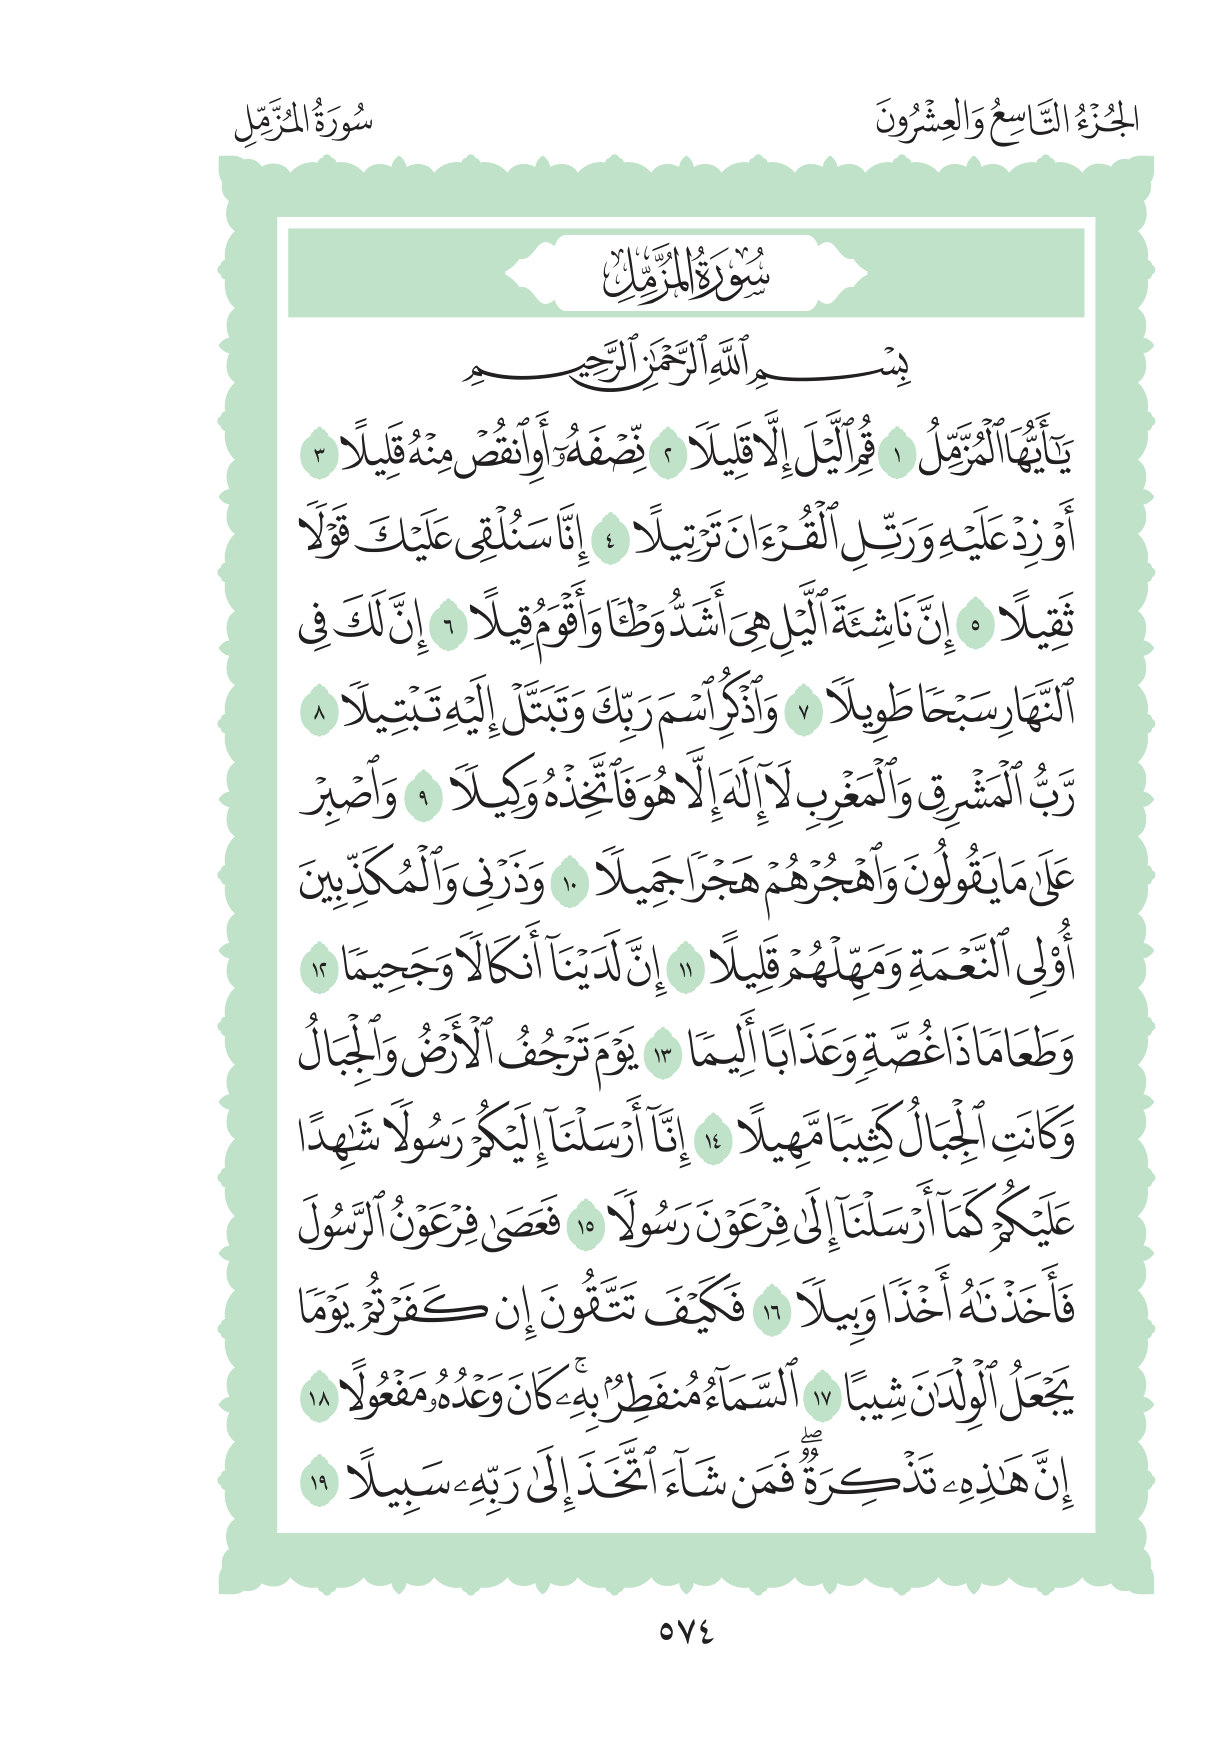 الجُزْءُ التَّاسِعُ وَالعِشْرُونَ
سُورَةُ المُزَّمِّلِ
سُورَةُ المُزَّمِّلِ
بِسْمِ ٱللَّهِ ٱلرَّحْمَٰنِ ٱلرَّحِيمِ
يَٰٓأَيُّهَا ٱلْمُزَّمِّلُ ١ قُمِ ٱلَّيْلَ إِلَّا قَلِيلًا ٢ نِّصْفَهُۥٓ أَوِ ٱنقُصْ مِنْهُ قَلِيلًا ٣
أَوْ زِدْ عَلَيْهِ وَرَتِّلِ ٱلْقُرْءَانَ تَرْتِيلًا ٤ إِنَّا سَنُلْقِى عَلَيْكَ قَوْلًا
ثَقِيلًا ٥ إِنَّ نَاشِئَةَ ٱلَّيْلِ هِىَ أَشَدُّ وَطْـًٔا وَأَقْوَمُ قِيلًا ٦ إِنَّ لَكَ فِى
ٱلنَّهَارِ سَبْحًا طَوِيلًا ٧ وَٱذْكُرِ ٱسْمَ رَبِّكَ وَتَبَتَّلْ إِلَيْهِ تَبْتِيلًا ٨
رَّبُّ ٱلْمَشْرِقِ وَٱلْمَغْرِبِ لَآ إِلَٰهَ إِلَّا هُوَ فَٱتَّخِذْهُ وَكِيلًا ٩ وَٱصْبِرْ
عَلَىٰ مَا يَقُولُونَ وَٱهْجُرْهُمْ هَجْرًا جَمِيلًا ١٠ وَذَرْنِى وَٱلْمُكَذِّبِينَ
أُو۟لِى ٱلنَّعْمَةِ وَمَهِّلْهُمْ قَلِيلًا ١١ إِنَّ لَدَيْنَآ أَنكَالًا وَجَحِيمًا ١٢
وَطَعَامًا ذَا غُصَّةٍ وَعَذَابًا أَلِيمًا ١٣ يَوْمَ تَرْجُفُ ٱلْأَرْضُ وَٱلْجِبَالُ
وَكَانَتِ ٱلْجِبَالُ كَثِيبًا مَّهِيلًا ١٤ إِنَّآ أَرْسَلْنَآ إِلَيْكُمْ رَسُولًا شَٰهِدًا
عَلَيْكُمْ كَمَآ أَرْسَلْنَآ إِلَىٰ فِرْعَوْنَ رَسُولًا ١٥ فَعَصَىٰ فِرْعَوْنُ ٱلرَّسُولَ
فَأَخَذْنَٰهُ أَخْذًا وَبِيلًا ١٦ فَكَيْفَ تَتَّقُونَ إِن كَفَرْتُمْ يَوْمًا
يَجْعَلُ ٱلْوِلْدَٰنَ شِيبًا ١٧ ٱلسَّمَآءُ مُنفَطِرٌۢ بِهِۦۚ كَانَ وَعْدُهُۥ مَفْعُولًا ١٨
إِنَّ هَٰذِهِۦ تَذْكِرَةٌۖ فَمَن شَآءَ ٱتَّخَذَ إِلَىٰ رَبِّهِۦ سَبِيلًا ١٩
٥٧٤